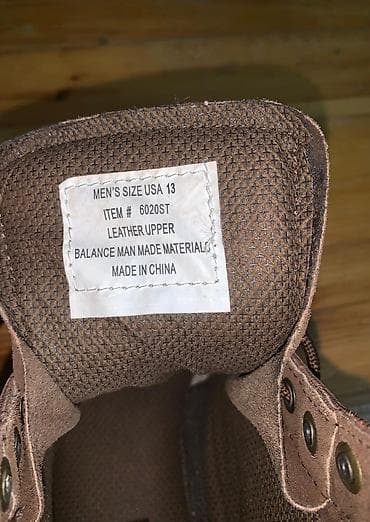 MEN'S SIZE USA 13
ITEM # 6020ST
LEATHER UPPER
BALANCE MAN MADE MATERIALS
MADE IN CHINA